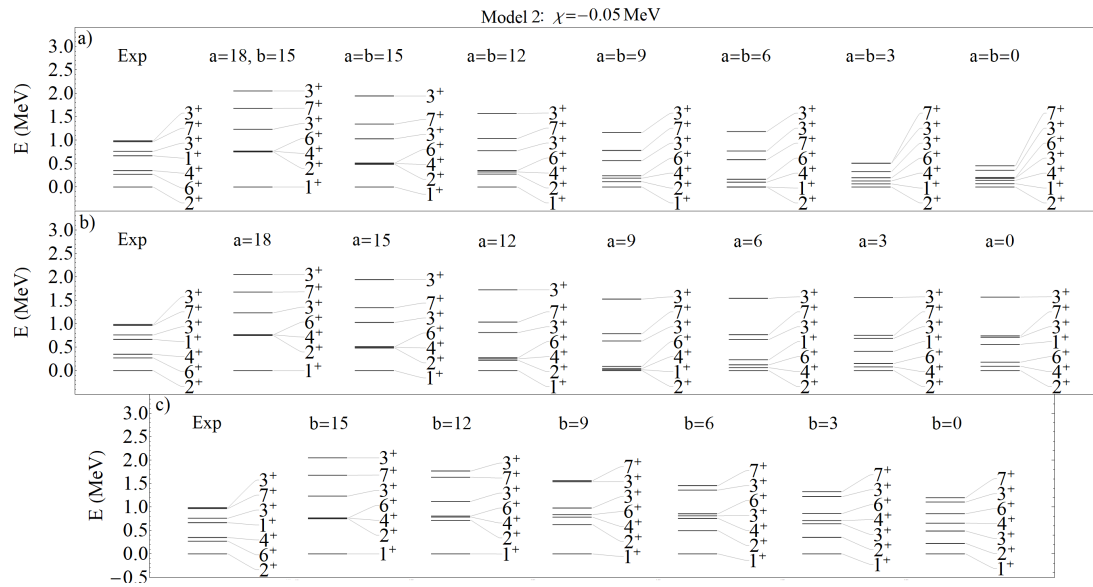 Model 2: χ=−0.05 MeV
a)
Exp a=18, b=15 a=b=15 a=b=12 a=b=9 a=b=6 a=b=3 a=b=0
E (MeV)
3.0
2.5
2.0
1.5
1.0
0.5
0.0
3⁺ 7⁺ 3⁺ 1⁺ 4⁺ 6⁺ 2⁺
3⁺ 7⁺ 3⁺ 6⁺ 4⁺ 2⁺ 1⁺
3⁺ 7⁺ 3⁺ 6⁺ 4⁺ 2⁺ 1⁺
3⁺ 7⁺ 3⁺ 6⁺ 4⁺ 2⁺ 1⁺
3⁺ 7⁺ 3⁺ 6⁺ 4⁺ 2⁺ 1⁺
3⁺ 3⁺ 7⁺ 6⁺ 4⁺ 1⁺ 2⁺
7⁺ 3⁺ 3⁺ 6⁺ 4⁺ 1⁺ 2⁺
7⁺ 3⁺ 6⁺ 3⁺ 4⁺ 1⁺ 2⁺
b)
Exp a=18 a=15 a=12 a=9 a=6 a=3 a=0
E (MeV)
3.0
2.5
2.0
1.5
1.0
0.5
0.0
3⁺ 7⁺ 3⁺ 1⁺ 4⁺ 6⁺ 2⁺
3⁺ 7⁺ 3⁺ 6⁺ 4⁺ 2⁺ 1⁺
3⁺ 7⁺ 3⁺ 6⁺ 4⁺ 2⁺ 1⁺
3⁺ 7⁺ 3⁺ 6⁺ 4⁺ 2⁺ 1⁺
3⁺ 7⁺ 3⁺ 6⁺ 4⁺ 1⁺ 2⁺
3⁺ 7⁺ 3⁺ 1⁺ 6⁺ 4⁺ 2⁺
3⁺ 7⁺ 3⁺ 1⁺ 6⁺ 4⁺ 2⁺
3⁺ 7⁺ 3⁺ 1⁺ 6⁺ 4⁺ 2⁺
c)
Exp b=15 b=12 b=9 b=6 b=3 b=0
E (MeV)
3.0
2.5
2.0
1.5
1.0
0.5
0.0
−0.5
3⁺ 7⁺ 3⁺ 1⁺ 4⁺ 6⁺ 2⁺
3⁺ 7⁺ 3⁺ 6⁺ 4⁺ 2⁺ 1⁺
3⁺ 7⁺ 3⁺ 6⁺ 4⁺ 2⁺ 1⁺
7⁺ 3⁺ 3⁺ 6⁺ 4⁺ 2⁺ 1⁺
7⁺ 3⁺ 6⁺ 3⁺ 4⁺ 2⁺ 1⁺
7⁺ 3⁺ 6⁺ 4⁺ 3⁺ 2⁺ 1⁺
7⁺ 3⁺ 6⁺ 4⁺ 3⁺ 2⁺ 1⁺